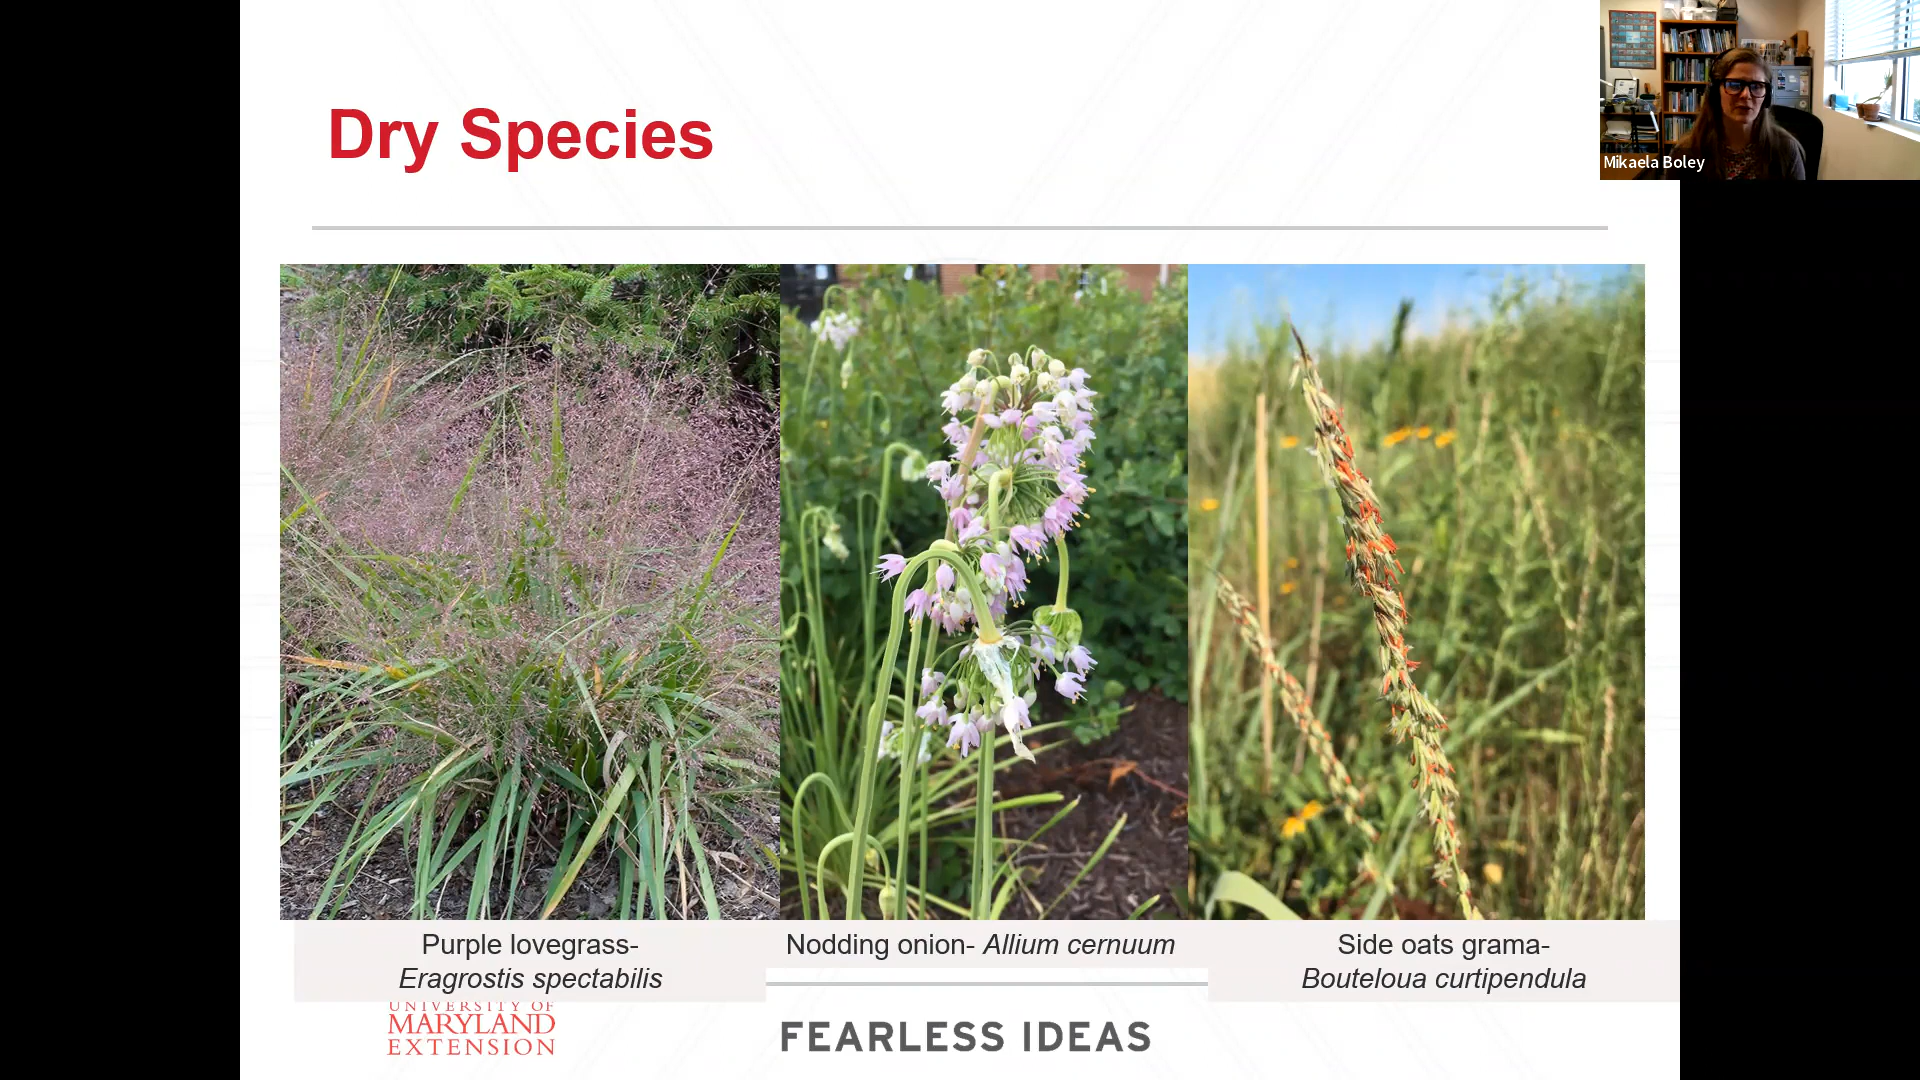 Dry Species
Mikaela Boley
Purple lovegrass-
Eragrostis spectabilis
Nodding onion- Allium cernuum
Side oats grama-
Bouteloua curtipendula
UNIVERSITY OF
MARYLAND
EXTENSION
FEARLESS IDEAS